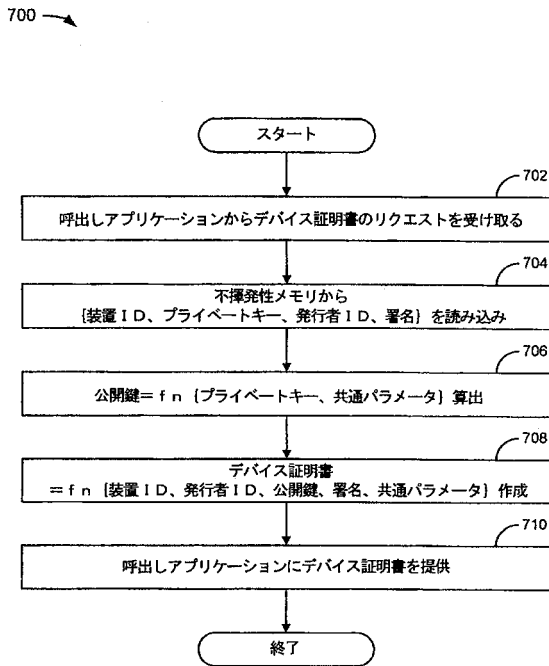 700
スタート
702
呼出しアプリケーションからデバイス証明書のリクエストを受け取る
704
不揮発性メモリから
{装置ID、プライベートキー、発行者ID、署名} を読み込み
706
公開鍵=fn {プライベートキー、共通パラメータ} 算出
708
デバイス証明書
=fn {装置ID、発行者ID、公開鍵、署名、共通パラメータ} 作成
710
呼出しアプリケーションにデバイス証明書を提供
終了